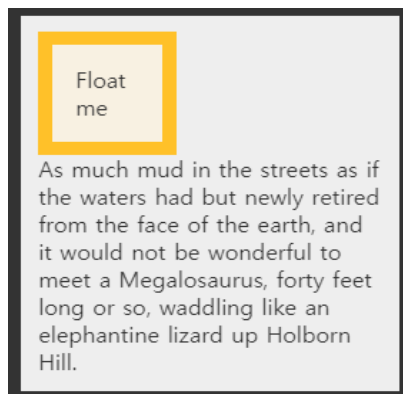 Float
me
As much mud in the streets as if
the waters had but newly retired
from the face of the earth, and
it would not be wonderful to
meet a Megalosaurus, forty feet
long or so, waddling like an
elephantine lizard up Holborn
Hill.